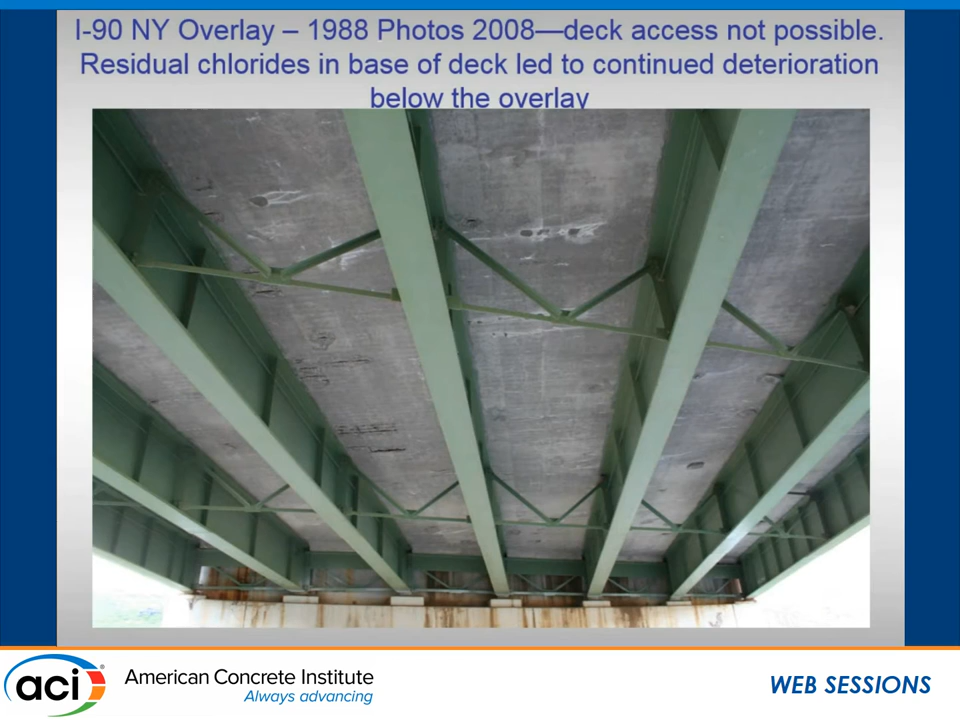 I-90 NY Overlay – 1988 Photos 2008—deck access not possible.
Residual chlorides in base of deck led to continued deterioration
below the overlay
aci®
American Concrete Institute
Always advancing
WEB SESSIONS